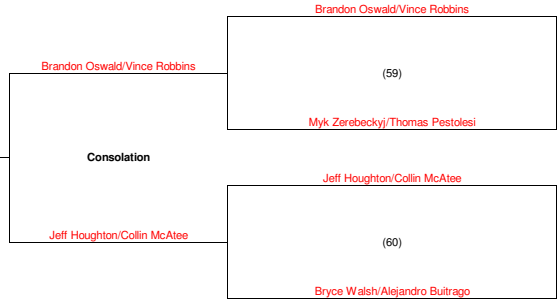 Brandon Oswald/Vince Robbins
Brandon Oswald/Vince Robbins
(59)
Myk Zerebeckyj/Thomas Pestolesi
Consolation
Jeff Houghton/Collin McAtee
Jeff Houghton/Collin McAtee
(60)
Bryce Walsh/Alejandro Buitrago